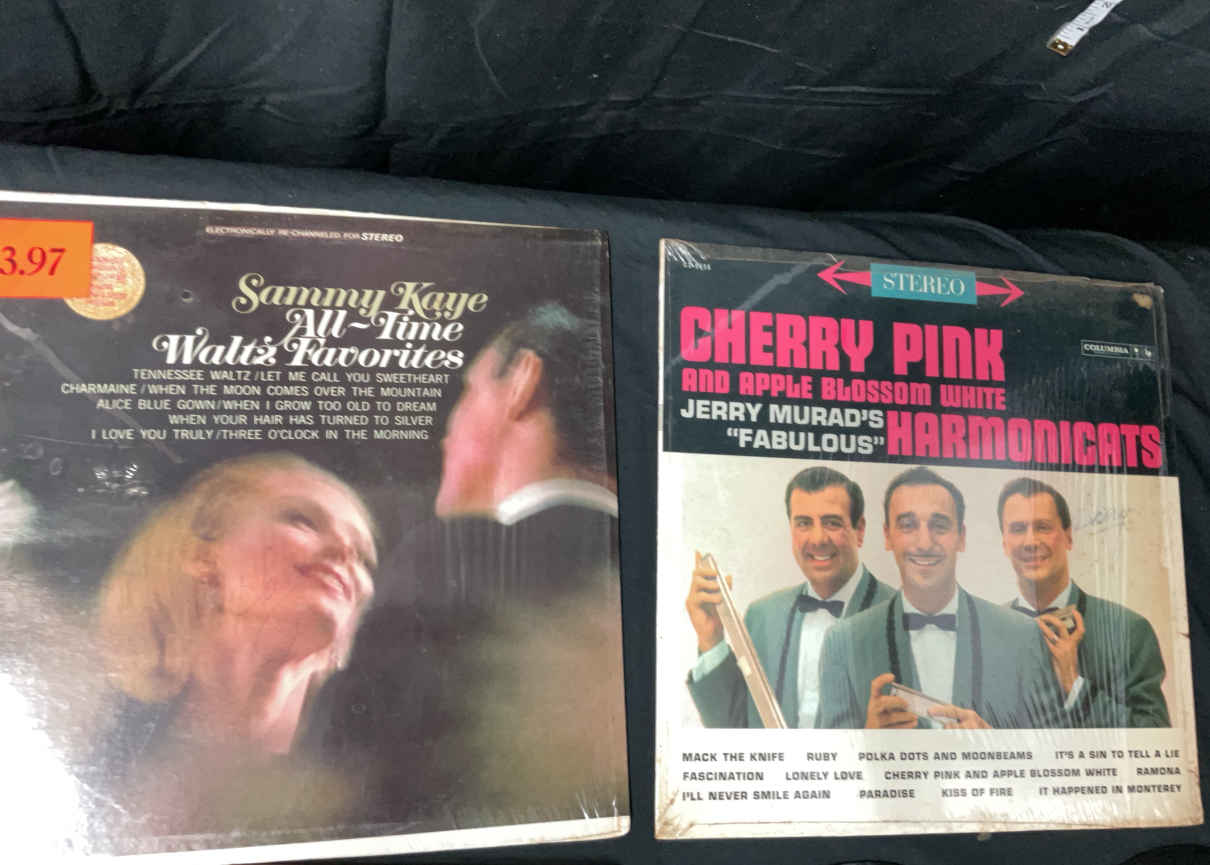 3.97
ELECTRONICALLY RE-CHANNELED FOR STEREO
Sammy Kaye
All-Time
Waltz Favorites
TENNESSEE WALTZ/LET ME CALL YOU SWEETHEART
CHARMAINE/WHEN THE MOON COMES OVER THE MOUNTAIN
ALICE BLUE GOWN/WHEN I GROW TOO OLD TO DREAM
WHEN YOUR HAIR HAS TURNED TO SILVER
I LOVE YOU TRULY/THREE O'CLOCK IN THE MORNING
STEREO
CHERRY PINK
COLUMBIA
AND APPLE BLOSSOM WHITE
JERRY MURAD'S
"FABULOUS" HARMONICATS
MACK THE KNIFE RUBY POLKA DOTS AND MOONBEAMS IT'S A SIN TO TELL A LIE
FASCINATION LONELY LOVE CHERRY PINK AND APPLE BLOSSOM WHITE RAMONA
I'LL NEVER SMILE AGAIN PARADISE KISS OF FIRE IT HAPPENED IN MONTEREY